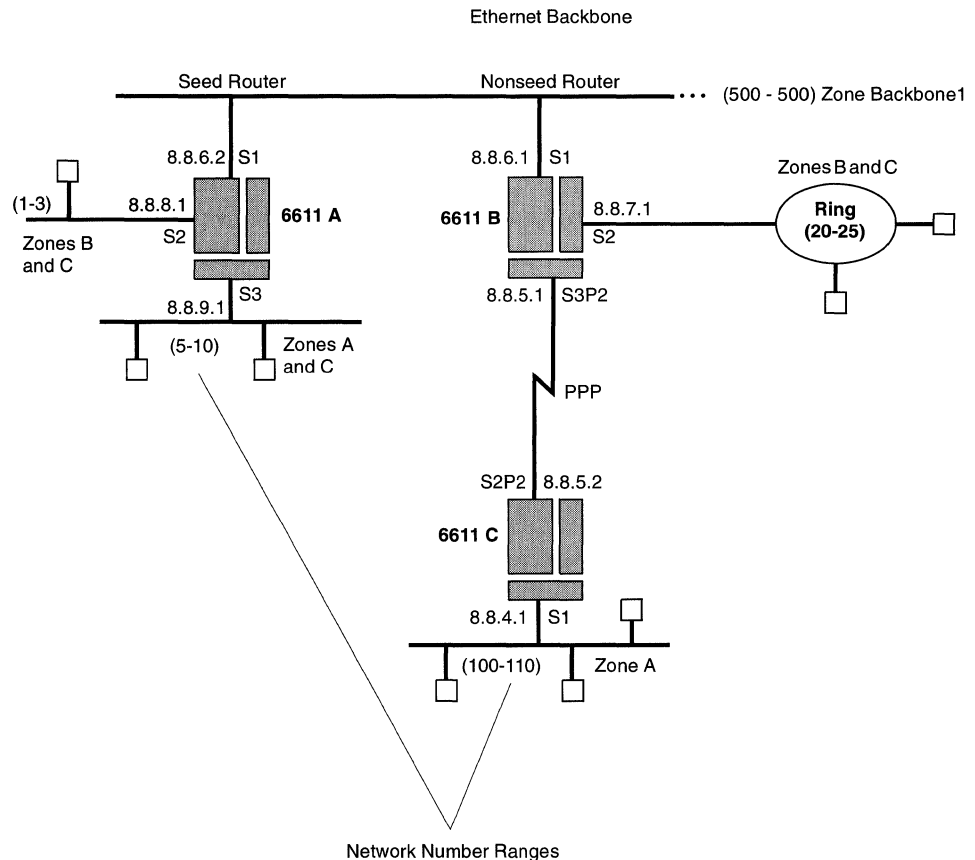 Ethernet Backbone
Seed Router
Nonseed Router
(500 - 500) Zone Backbone1
8.8.6.2 S1
8.8.6.1 S1
Zones B and C
(1-3)
8.8.8.1
6611 A
6611 B
8.8.7.1
Ring
(20-25)
Zones B
and C
S2
S2
S3
8.8.9.1
8.8.5.1 S3P2
(5-10)
Zones A
and C
PPP
S2P2 8.8.5.2
6611 C
8.8.4.1 S1
(100-110)
Zone A
Network Number Ranges